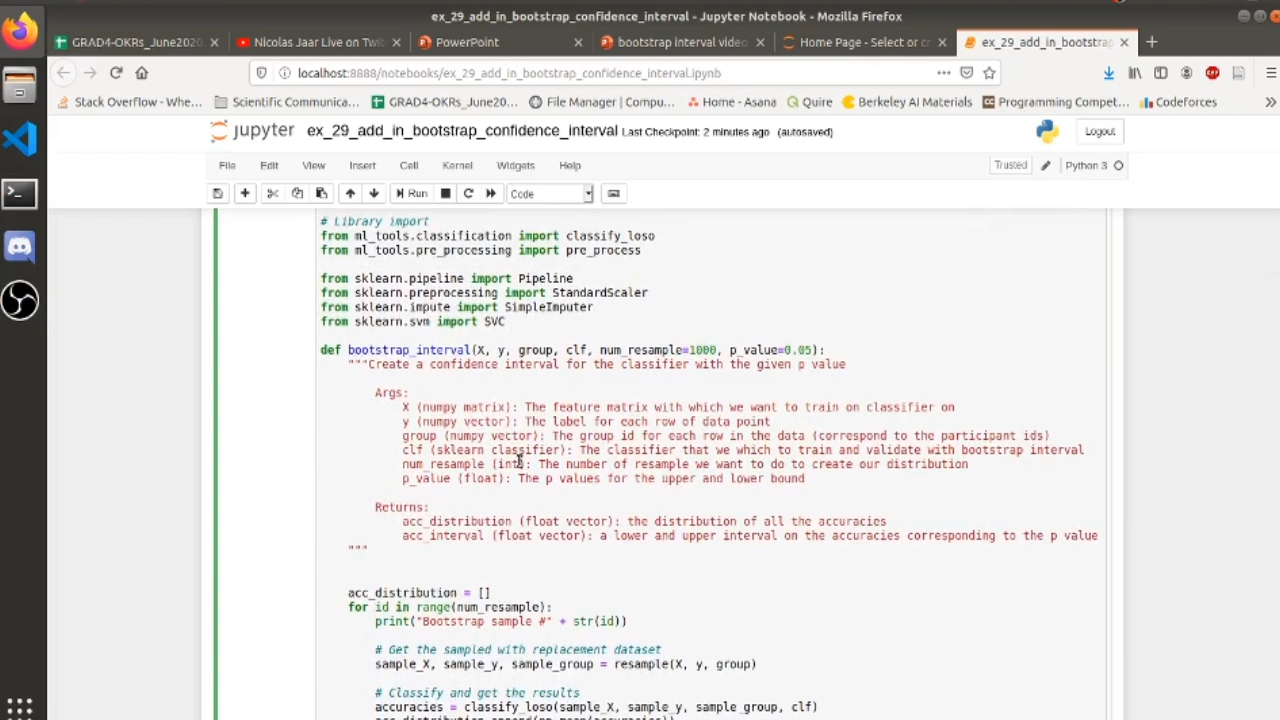 ex_29_add_in_bootstrap_confidence_interval - Jupyter Notebook - Mozilla Firefox
GRAD4-OKRs_June2020
Nicolas Jaar Live on Twi
PowerPoint
bootstrap interval video
Home Page - Select or cr
ex_29_add_in_bootstra
localhost:8888/notebooks/ex_29_add_in_bootstrap_confidence_interval.ipynb
Stack Overflow - Whe...
Scientific Communica...
GRAD4-OKRs_June20...
File Manager | Compu...
Home - Asana
Quire
Berkeley AI Materials
Programming Compet...
Codeforces
jupyter ex_29_add_in_bootstrap_confidence_interval Last Checkpoint: 2 minutes ago (autosaved)
Logout
File Edit View Insert Cell Kernel Widgets Help
Trusted
Python 3
Run
Code
# Library import
from ml_tools.classification import classify_loso
from ml_tools.pre_processing import pre_process
from sklearn.pipeline import Pipeline
from sklearn.preprocessing import StandardScaler
from sklearn.impute import SimpleImputer
from sklearn.svm import SVC
def bootstrap_interval(X, y, group, clf, num_resample=1000, p_value=0.05):
"""Create a confidence interval for the classifier with the given p value
Args:
X (numpy matrix): The feature matrix with which we want to train on classifier on
y (numpy vector): The label for each row of data point
group (numpy vector): The group id for each row in the data (correspond to the participant ids)
clf (sklearn classifier): The classifier that we which to train and validate with bootstrap interval
num_resample (int): The number of resample we want to do to create our distribution
p_value (float): The p values for the upper and lower bound
Returns:
acc_distribution (float vector): the distribution of all the accuracies
acc_interval (float vector): a lower and upper interval on the accuracies corresponding to the p value
"""
acc_distribution = []
for id in range(num_resample):
print("Bootstrap sample #" + str(id))
# Get the sampled with replacement dataset
sample_X, sample_y, sample_group = resample(X, y, group)
# Classify and get the results
accuracies = classify_loso(sample_X, sample_y, sample_group, clf)
acc_distribution.append(np.mean(accuracies))